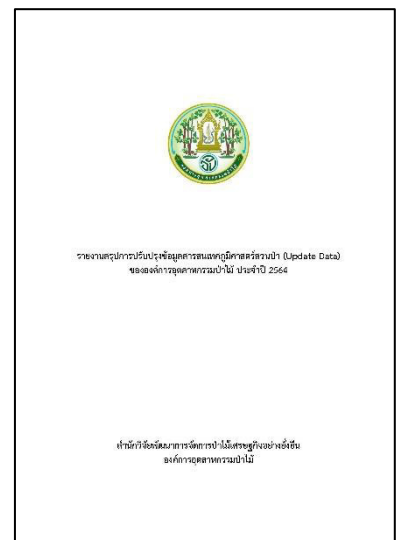 รายงานสรุปการปรับปรุงข้อมูลสารสนเทศภูมิศาสตร์สวนป่า (Update Data)
ขององค์การอุตสาหกรรมป่าไม้ ประจำปี 2564
สำนักวิจัยพัฒนาการจัดการป่าไม้เศรษฐกิจอย่างยั่งยืน
องค์การอุตสาหกรรมป่าไม้